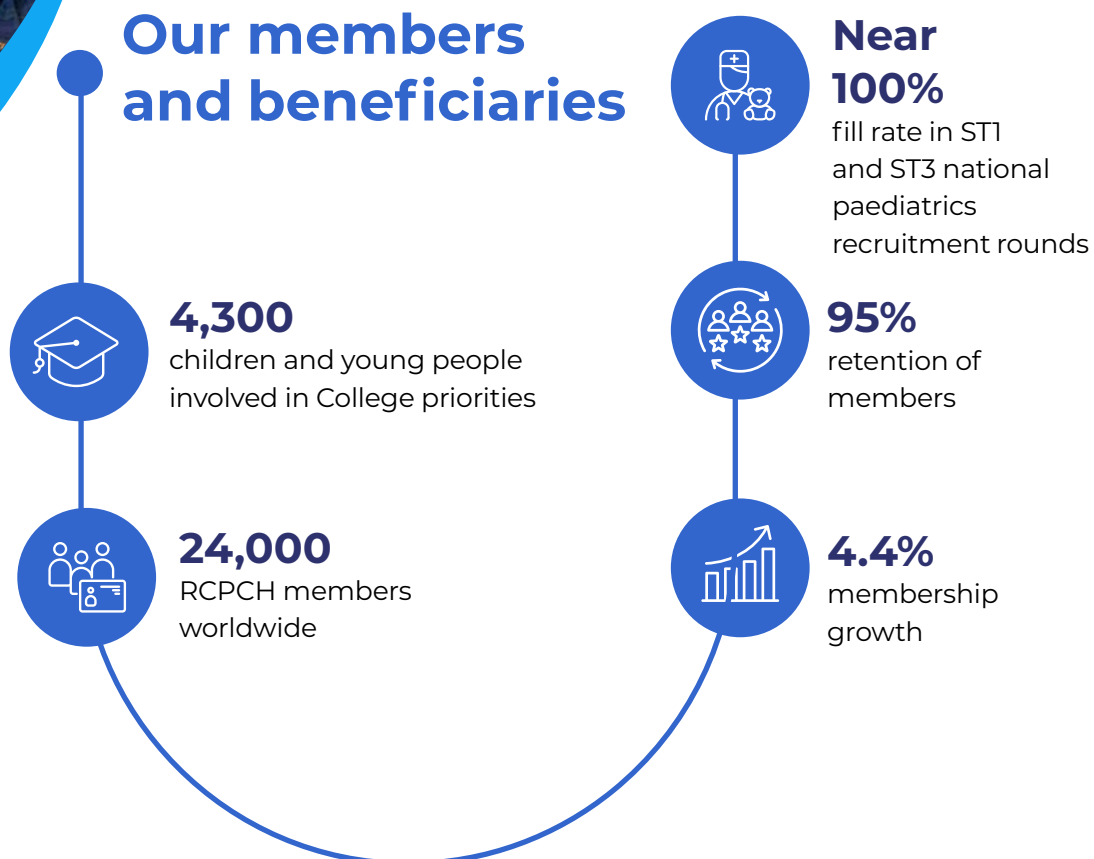 Our members
and beneficiaries
4,300
children and young people
involved in College priorities
24,000
RCPCH members
worldwide
Near
100%
fill rate in ST1
and ST3 national
paediatrics
recruitment rounds
95%
retention of
members
4.4%
membership
growth